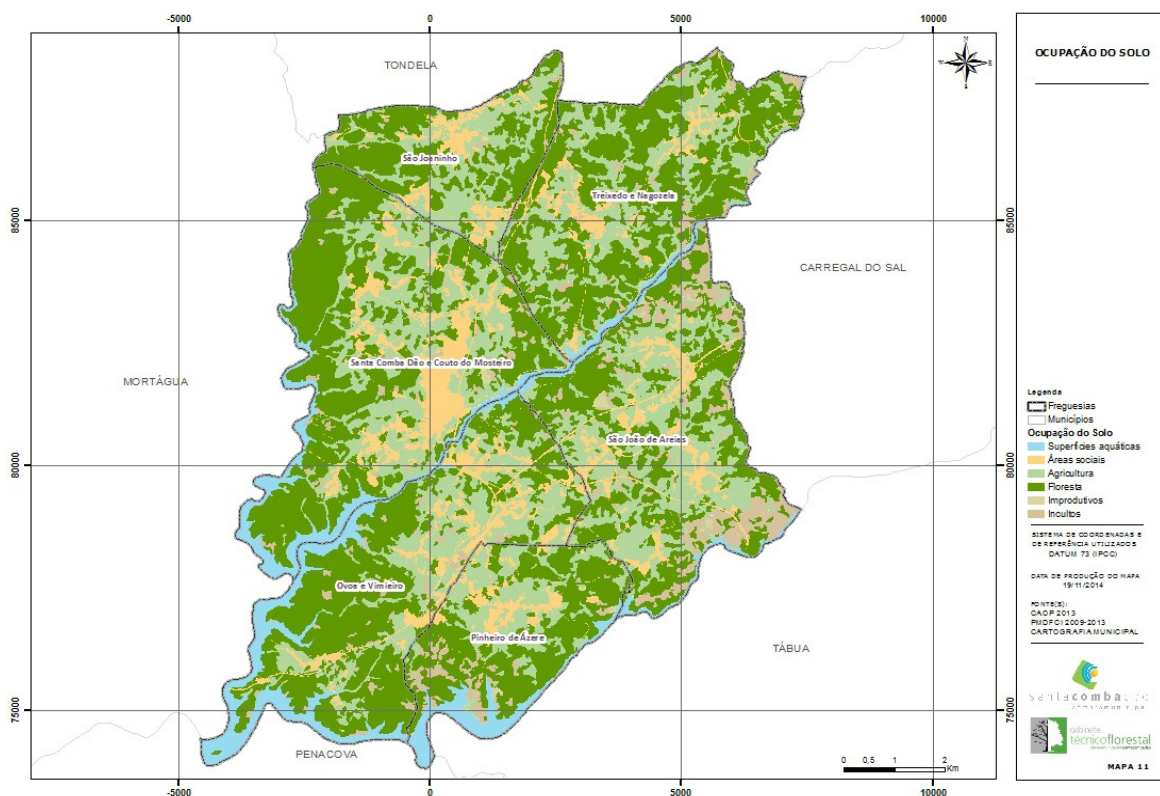 -5000
0
5000
10000
OCUPAÇÃO DO SOLO
TONDELA
São Joaninho
Treixedo e Nagozela
85000
85000
CARREGAL DO SAL
MORTÁGUA
Santa Comba Dão e Couto do Mosteiro
São João de Areias
80000
80000
Ovoa e Vimieiro
Pinheiro de Ázere
TÁBUA
75000
75000
PENACOVA
0 0,5 1 2
Km
-5000
0
5000
10000
Legenda
Freguesias
Municípios
Ocupação do Solo
Superfícies aquáticas
Áreas sociais
Agricultura
Floresta
Improdutivos
Incultos
SISTEMA DE COORDENADAS E
DE REFERÊNCIA UTILIZADOS
DATUM 73 (IPCC)
DATA DE PRODUÇÃO DO MAPA
19/11/2014
FONTE(S):
CAOP 2013
PMDFCI 2009-2013
CARTOGRAFIA MUNICIPAL
santacombadão
gabinete
técnicoflorestal
MAPA 11